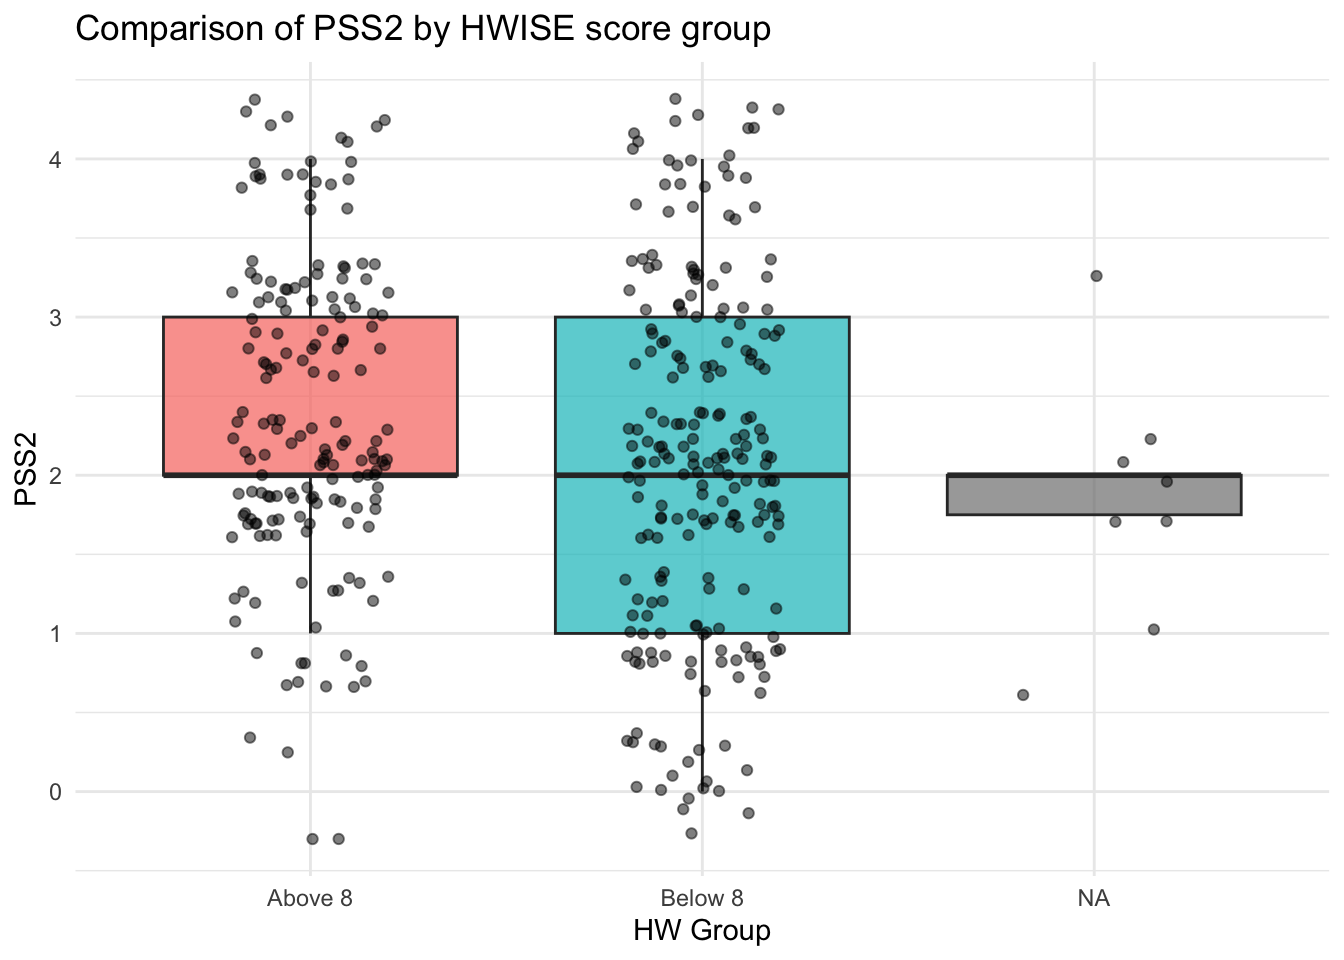 Comparison of PSS2 by HWISE score group
PSS2
4
3
2
1
0
Above 8
Below 8
NA
HW Group